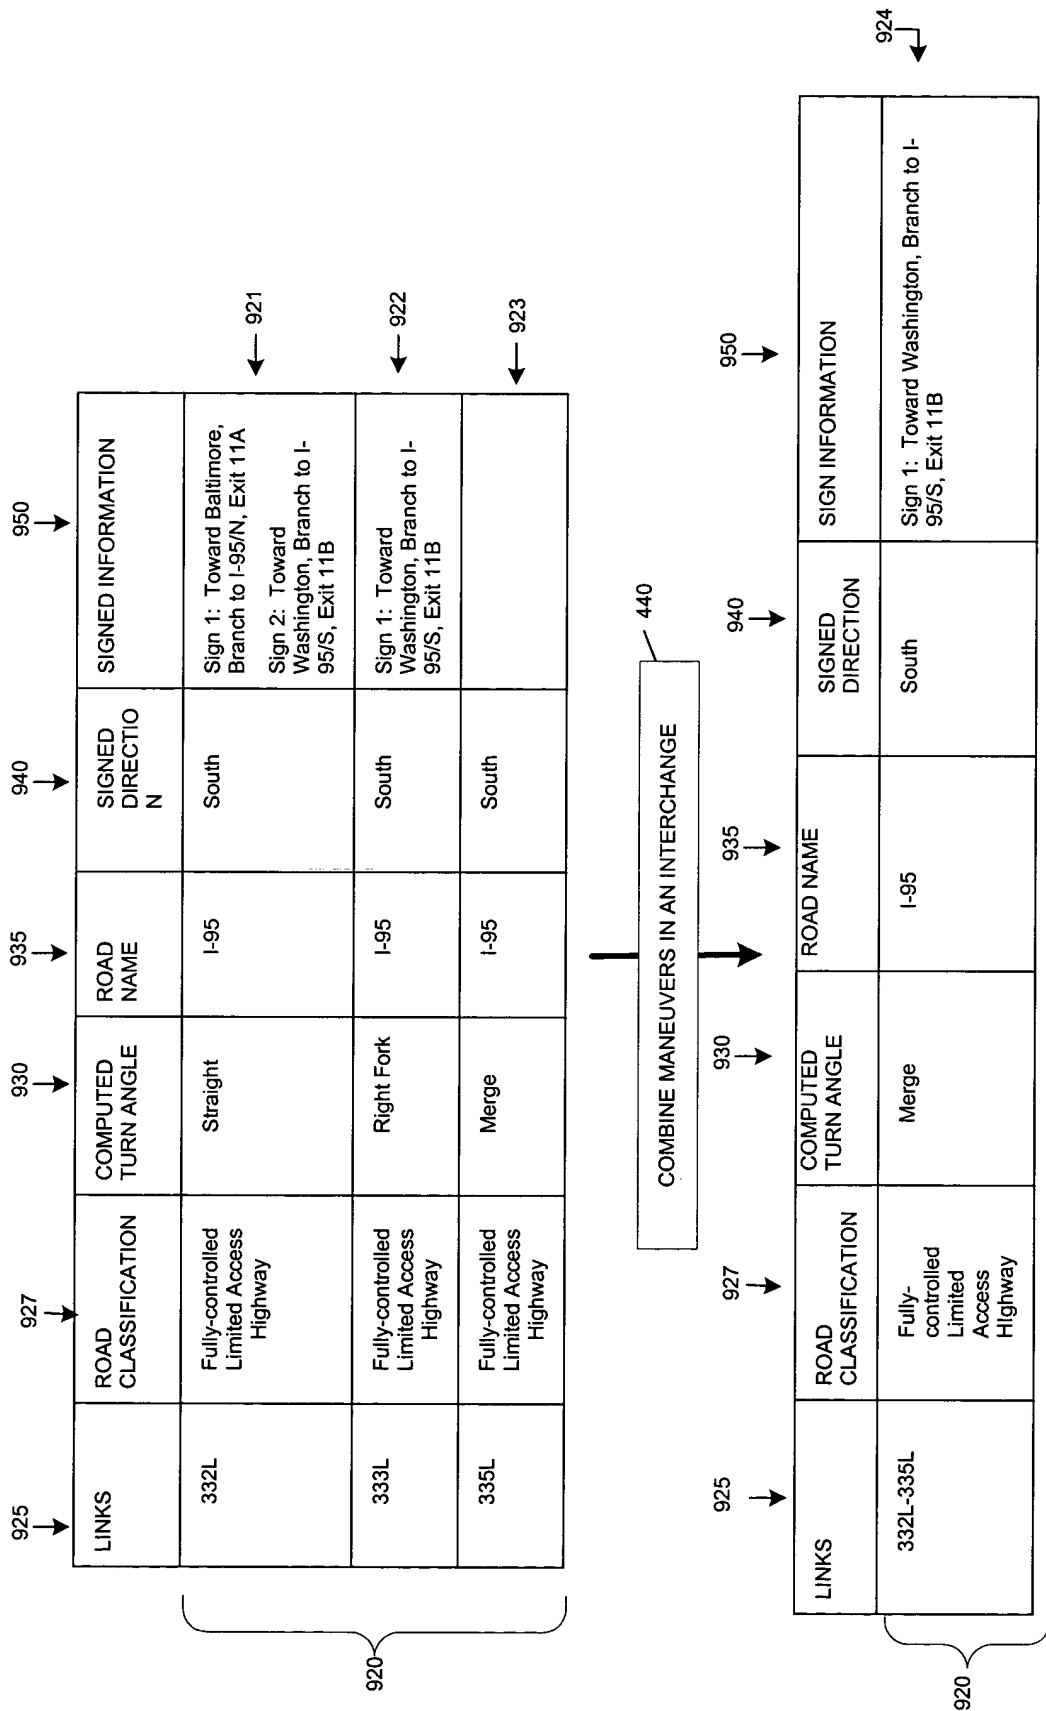 925
927
930
935
940
950
LINKS
ROAD
CLASSIFICATION
COMPUTED
TURN ANGLE
ROAD
NAME
SIGNED
DIRECTIO
N
SIGNED INFORMATION
332L
Fully-controlled
Limited Access
Highway
Straight
I-95
South
Sign 1: Toward Baltimore,
Branch to I-95/N, Exit 11A
Sign 2: Toward
Washington, Branch to I-
95/S, Exit 11B
921
333L
Fully-controlled
Limited Access
Highway
Right Fork
I-95
South
Sign 1: Toward
Washington, Branch to I-
95/S, Exit 11B
922
335L
Fully-controlled
Limited Access
Highway
Merge
I-95
South
923
920
COMBINE MANEUVERS IN AN INTERCHANGE
440
925
927
930
935
940
950
LINKS
ROAD
CLASSIFICATION
COMPUTED
TURN ANGLE
ROAD NAME
SIGNED
DIRECTION
SIGN INFORMATION
332L-335L
Fully-
controlled
Limited
Access
HIghway
Merge
I-95
South
Sign 1: Toward Washington, Branch to I-
95/S, Exit 11B
924
920